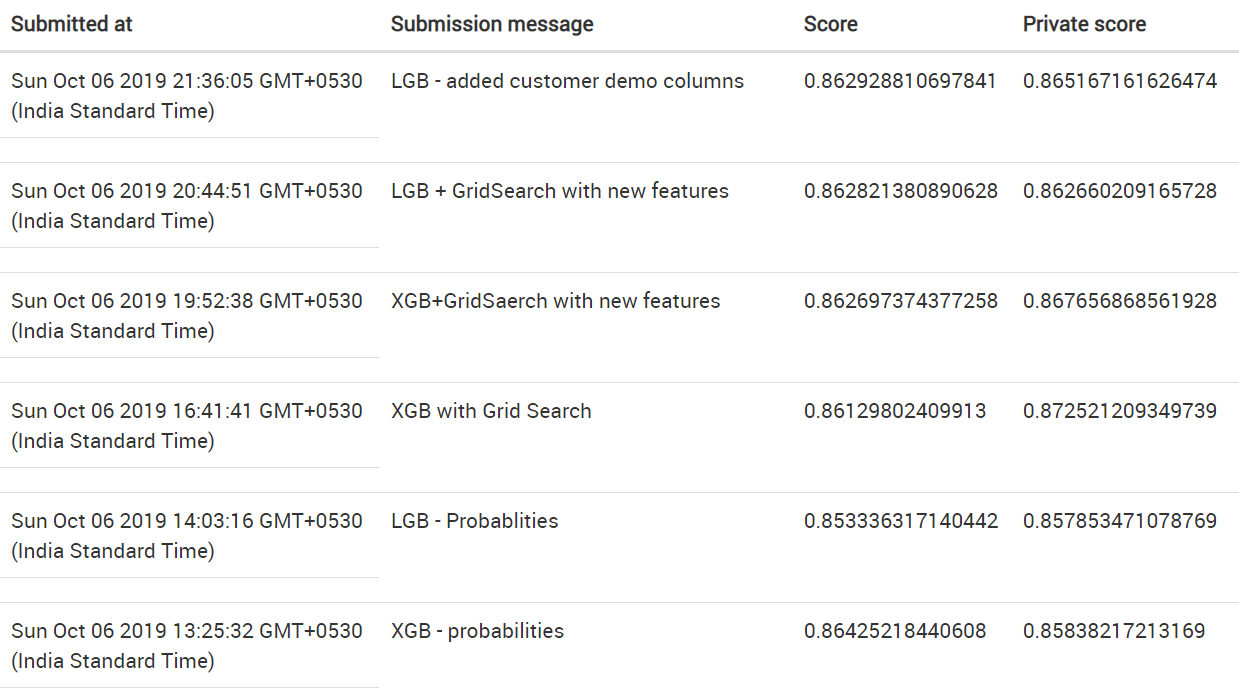 Submitted at Submission message Score Private score
Sun Oct 06 2019 21:36:05 GMT+0530 LGB - added customer demo columns 0.862928810697841 0.865167161626474
(India Standard Time)
Sun Oct 06 2019 20:44:51 GMT+0530 LGB + GridSearch with new features 0.862821380890628 0.862660209165728
(India Standard Time)
Sun Oct 06 2019 19:52:38 GMT+0530 XGB+GridSaerch with new features 0.862697374377258 0.867656868561928
(India Standard Time)
Sun Oct 06 2019 16:41:41 GMT+0530 XGB with Grid Search 0.86129802409913 0.872521209349739
(India Standard Time)
Sun Oct 06 2019 14:03:16 GMT+0530 LGB - Probablities 0.853336317140442 0.857853471078769
(India Standard Time)
Sun Oct 06 2019 13:25:32 GMT+0530 XGB - probabilities 0.86425218440608 0.85838217213169
(India Standard Time)